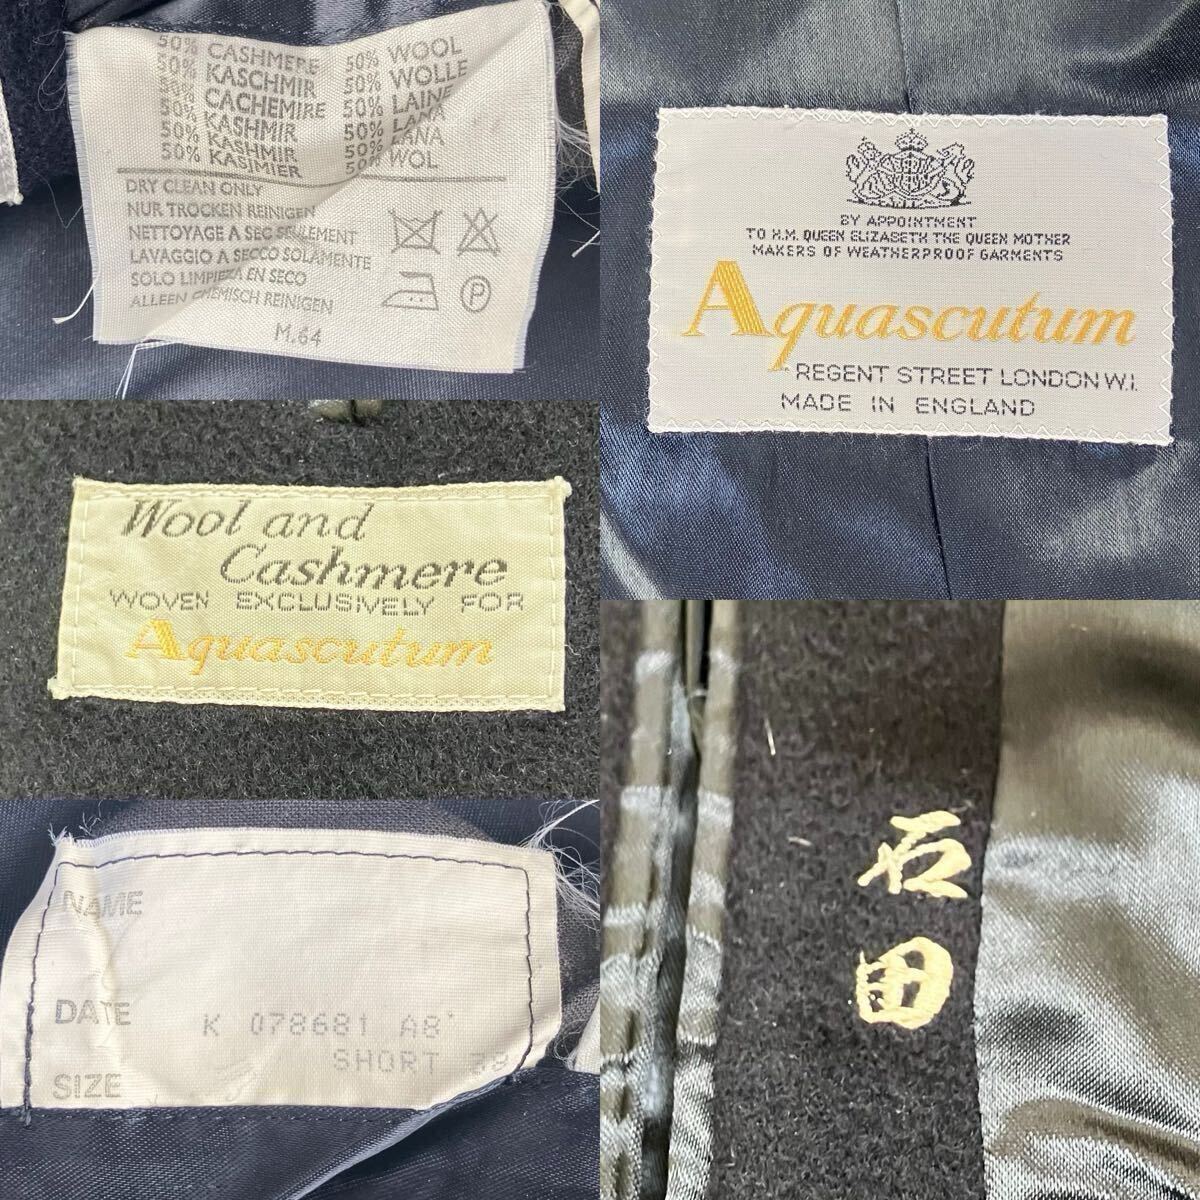 50% CASHMERE 50% WOOL
50% KASCHMIR 50% WOLLE
50% CACHEMIRE 50% LAINE
50% KASHMIR 50% LANA
50% KASHMIR 50% LANA
50% KASJMIER 50% WOL
DRY CLEAN ONLY
NUR TROCKEN REINIGEN
NETTOYAGE A SEC SEULEMENT
LAVAGGIO A SECCO SOLAMENTE
SOLO LIMPIEZA EN SECO
ALLEEN CHEMISCH REINIGEN
P
M.64
BY APPOINTMENT
TO H.M. QUEEN ELIZABETH THE QUEEN MOTHER
MAKERS OF WEATHERPROOF GARMENTS
Aquascutum
REGENT STREET LONDON W.I.
MADE IN ENGLAND
Wool and
Cashmere
WOVEN EXCLUSIVELY FOR
Aquascutum
NAME
DATE
K 078681 A8
SHORT 38
SIZE
石田